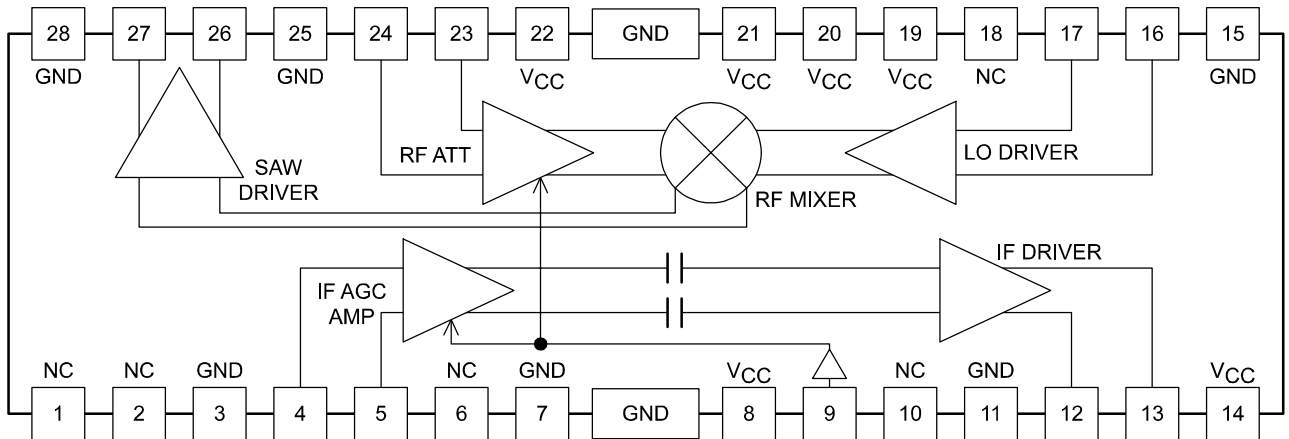 28 27 26 25 24 23 22 GND 21 20 19 18 17 16 15
GND GND VCC VCC VCC VCC NC GND
RF ATT
LO DRIVER
SAW
DRIVER
RF MIXER
IF DRIVER
IF AGC
AMP
NC NC GND NC GND VCC NC GND VCC
1 2 3 4 5 6 7 GND 8 9 10 11 12 13 14